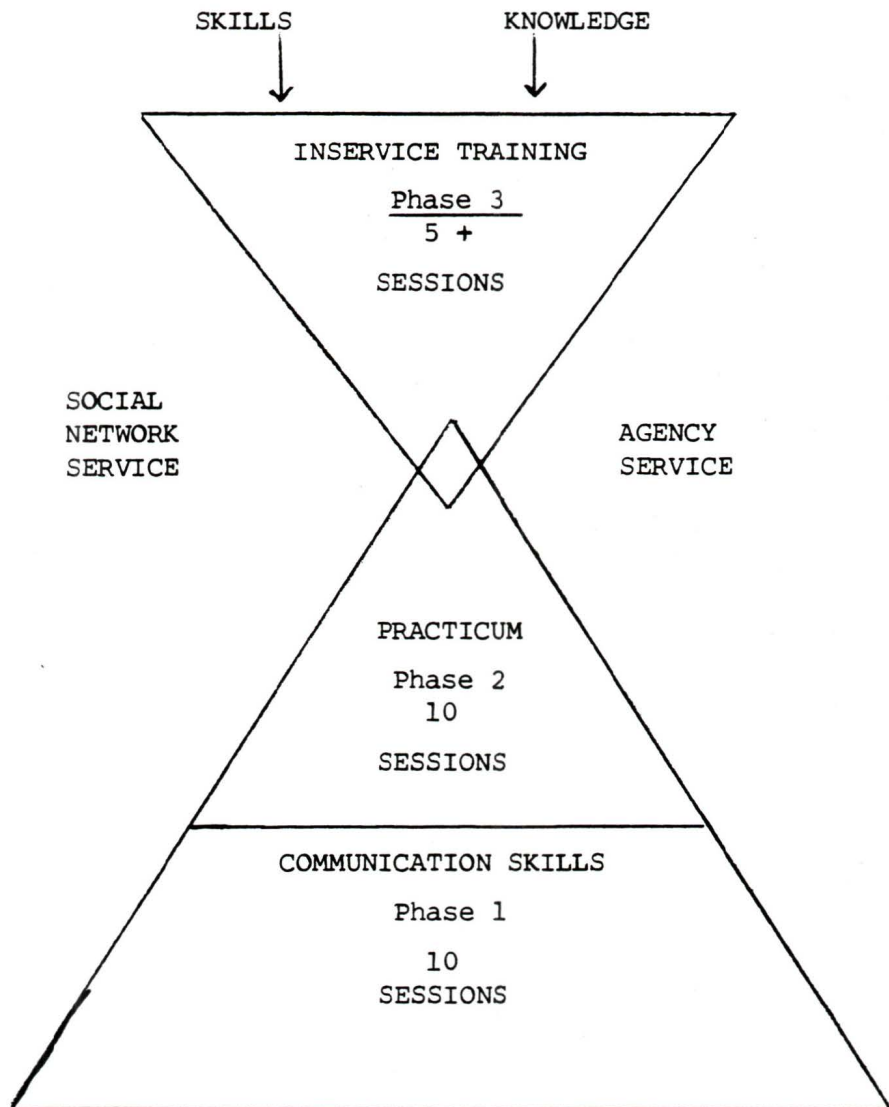 SKILLS KNOWLEDGE
INSERVICE TRAINING
Phase 3
5 +
SESSIONS
SOCIAL
NETWORK
SERVICE
AGENCY
SERVICE
PRACTICUM
Phase 2
10
SESSIONS
COMMUNICATION SKILLS
Phase 1
10
SESSIONS